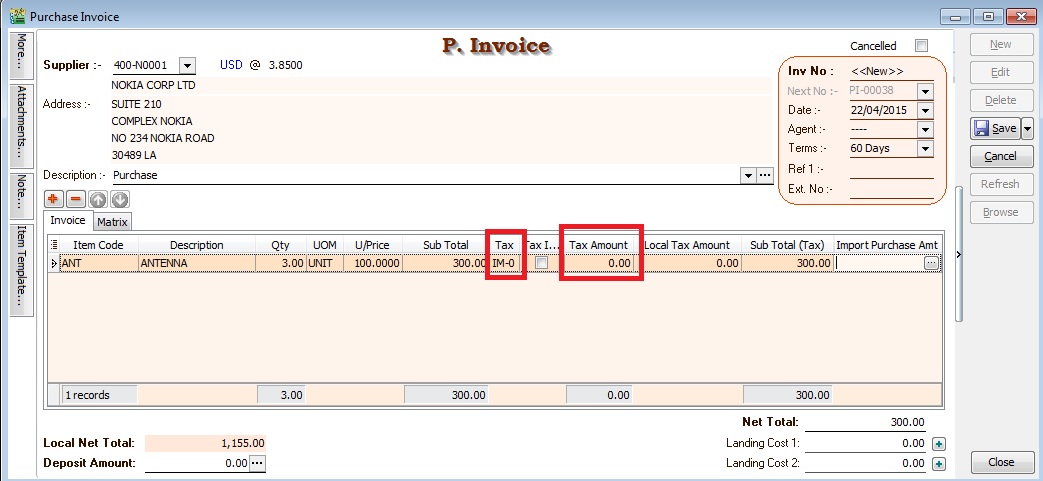 Purchase Invoice
P. Invoice
Cancelled
Supplier :- 400-N0001 USD @ 3.8500
NOKIA CORP LTD
Address :- SUITE 210
COMPLEX NOKIA
NO 234 NOKIA ROAD
30489 LA
Description :- Purchase
Inv No : <<New>>
Next No :- PI-00038
Date :- 22/04/2015
Agent :- ----
Terms :- 60 Days
Ref 1 :-
Ext. No :-
More...
Attachments...
Note...
Item Template...
New
Edit
Delete
Save
Cancel
Refresh
Browse
Invoice Matrix
Item Code Description Qty UOM U/Price Sub Total Tax Tax I... Tax Amount Local Tax Amount Sub Total (Tax) Import Purchase Amt
ANT ANTENNA 3.00 UNIT 100.0000 300.00 IM-0 0.00 0.00 300.00 ...
1 records 3.00 300.00 0.00 300.00
Net Total: 300.00
Local Net Total: 1,155.00
Landing Cost 1: 0.00
Deposit Amount: 0.00 ...
Landing Cost 2: 0.00
Close